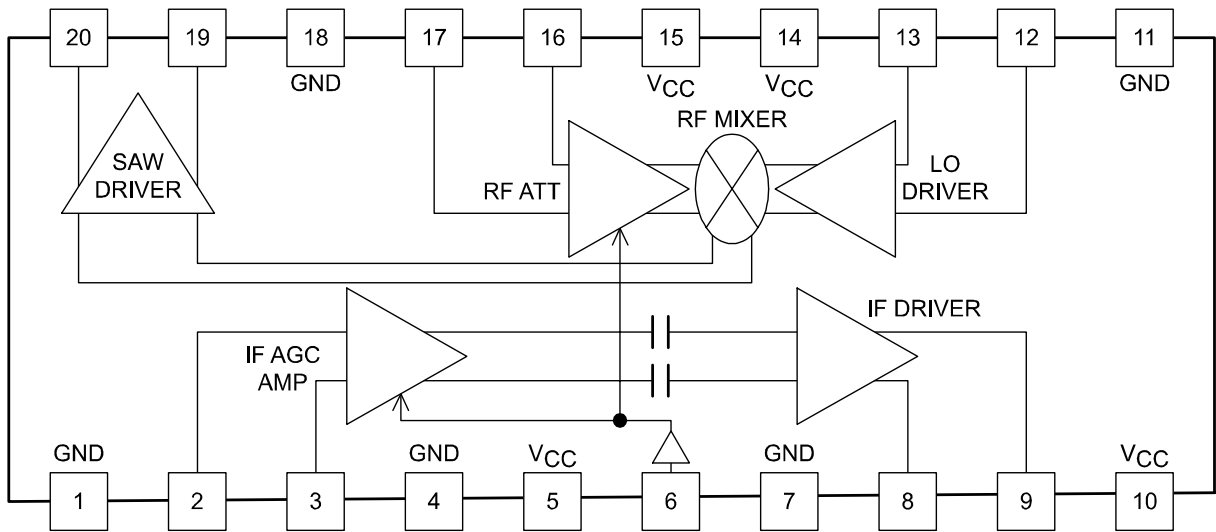 20 19 18 17 16 15 14 13 12 11
GND VCC VCC GND
RF MIXER
SAW
DRIVER
RF ATT
LO
DRIVER
IF DRIVER
IF AGC
AMP
GND GND VCC GND VCC
1 2 3 4 5 6 7 8 9 10